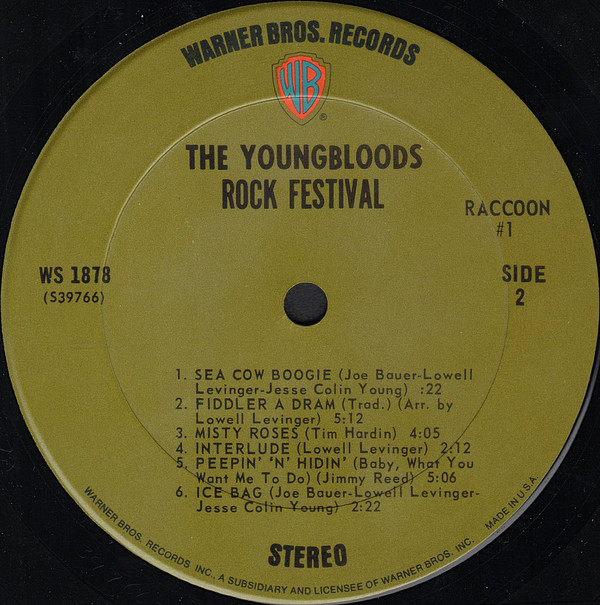 WARNER BROS. RECORDS
WB
®
THE YOUNGBLOODS
ROCK FESTIVAL
RACCOON
#1
WS 1878
(S39766)
SIDE
2
1. SEA COW BOOGIE (Joe Bauer-Lowell
Levinger-Jesse Colin Young) :22
2. FIDDLER A DRAM (Trad.) (Arr. by
Lowell Levinger) 5:12
3. MISTY ROSES (Tim Hardin) 4:05
4. INTERLUDE (Lowell Levinger) 2:12
5. PEEPIN' 'N' HIDIN' (Baby, What You
Want Me To Do) (Jimmy Reed) 5:06
6. ICE BAG (Joe Bauer-Lowell Levinger-
Jesse Colin Young) 2:22
STEREO
WARNER BROS. RECORDS INC., A SUBSIDIARY AND LICENSEE OF WARNER BROS. INC.
MADE IN U.S.A.